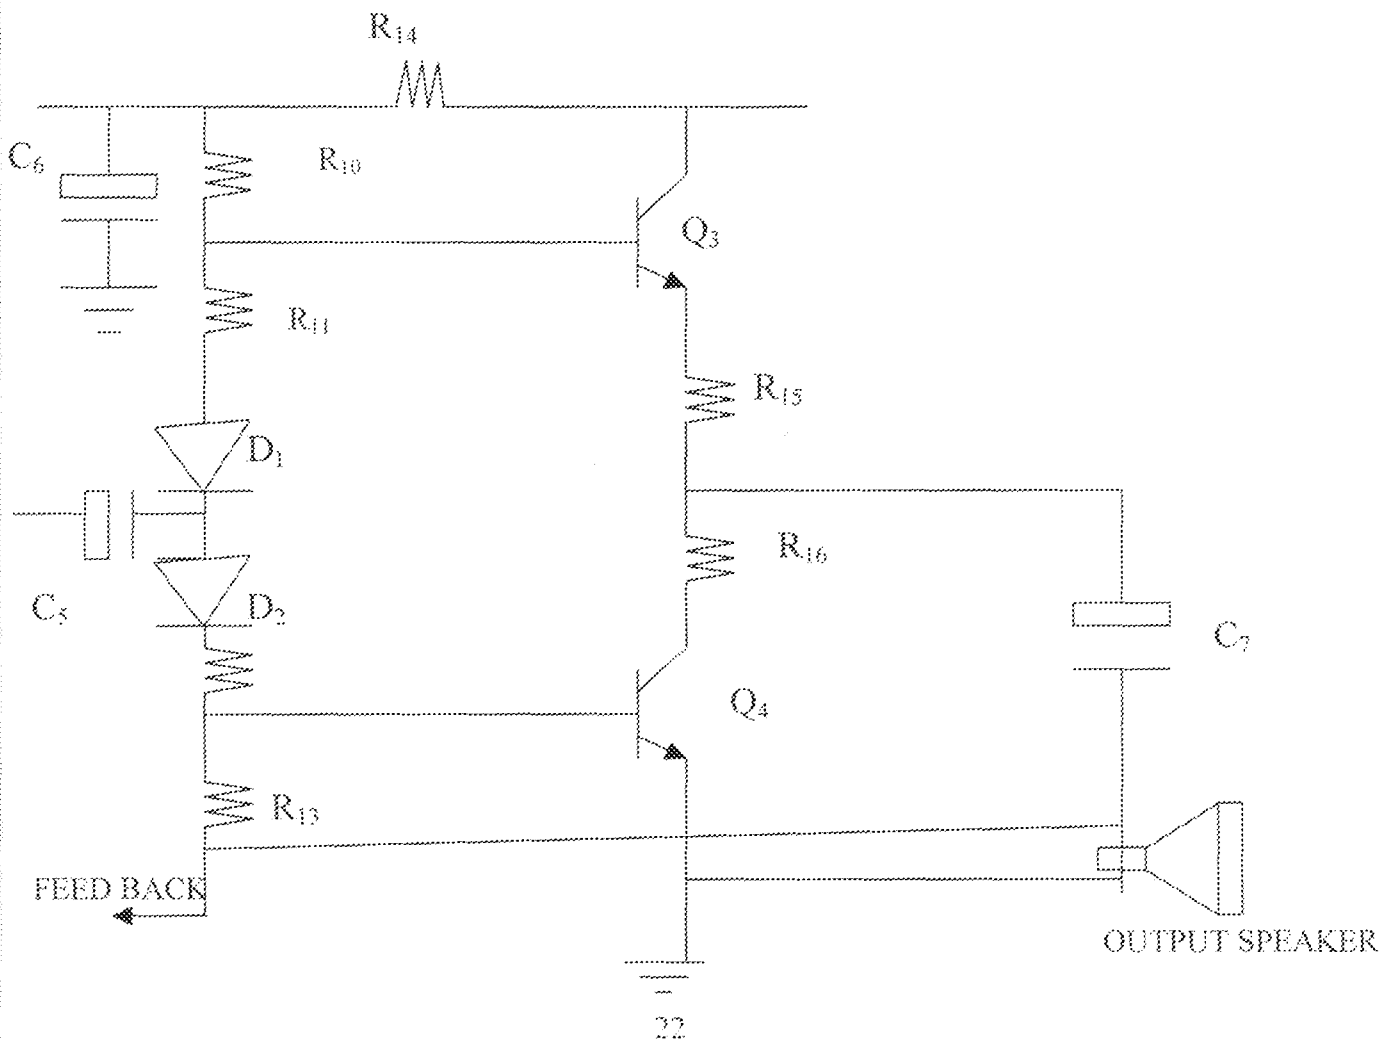 R14
C6
R10
Q3
R11
R15
D1
R16
C5
D2
C7
Q4
R13
FEED BACK
OUTPUT SPEAKER
22